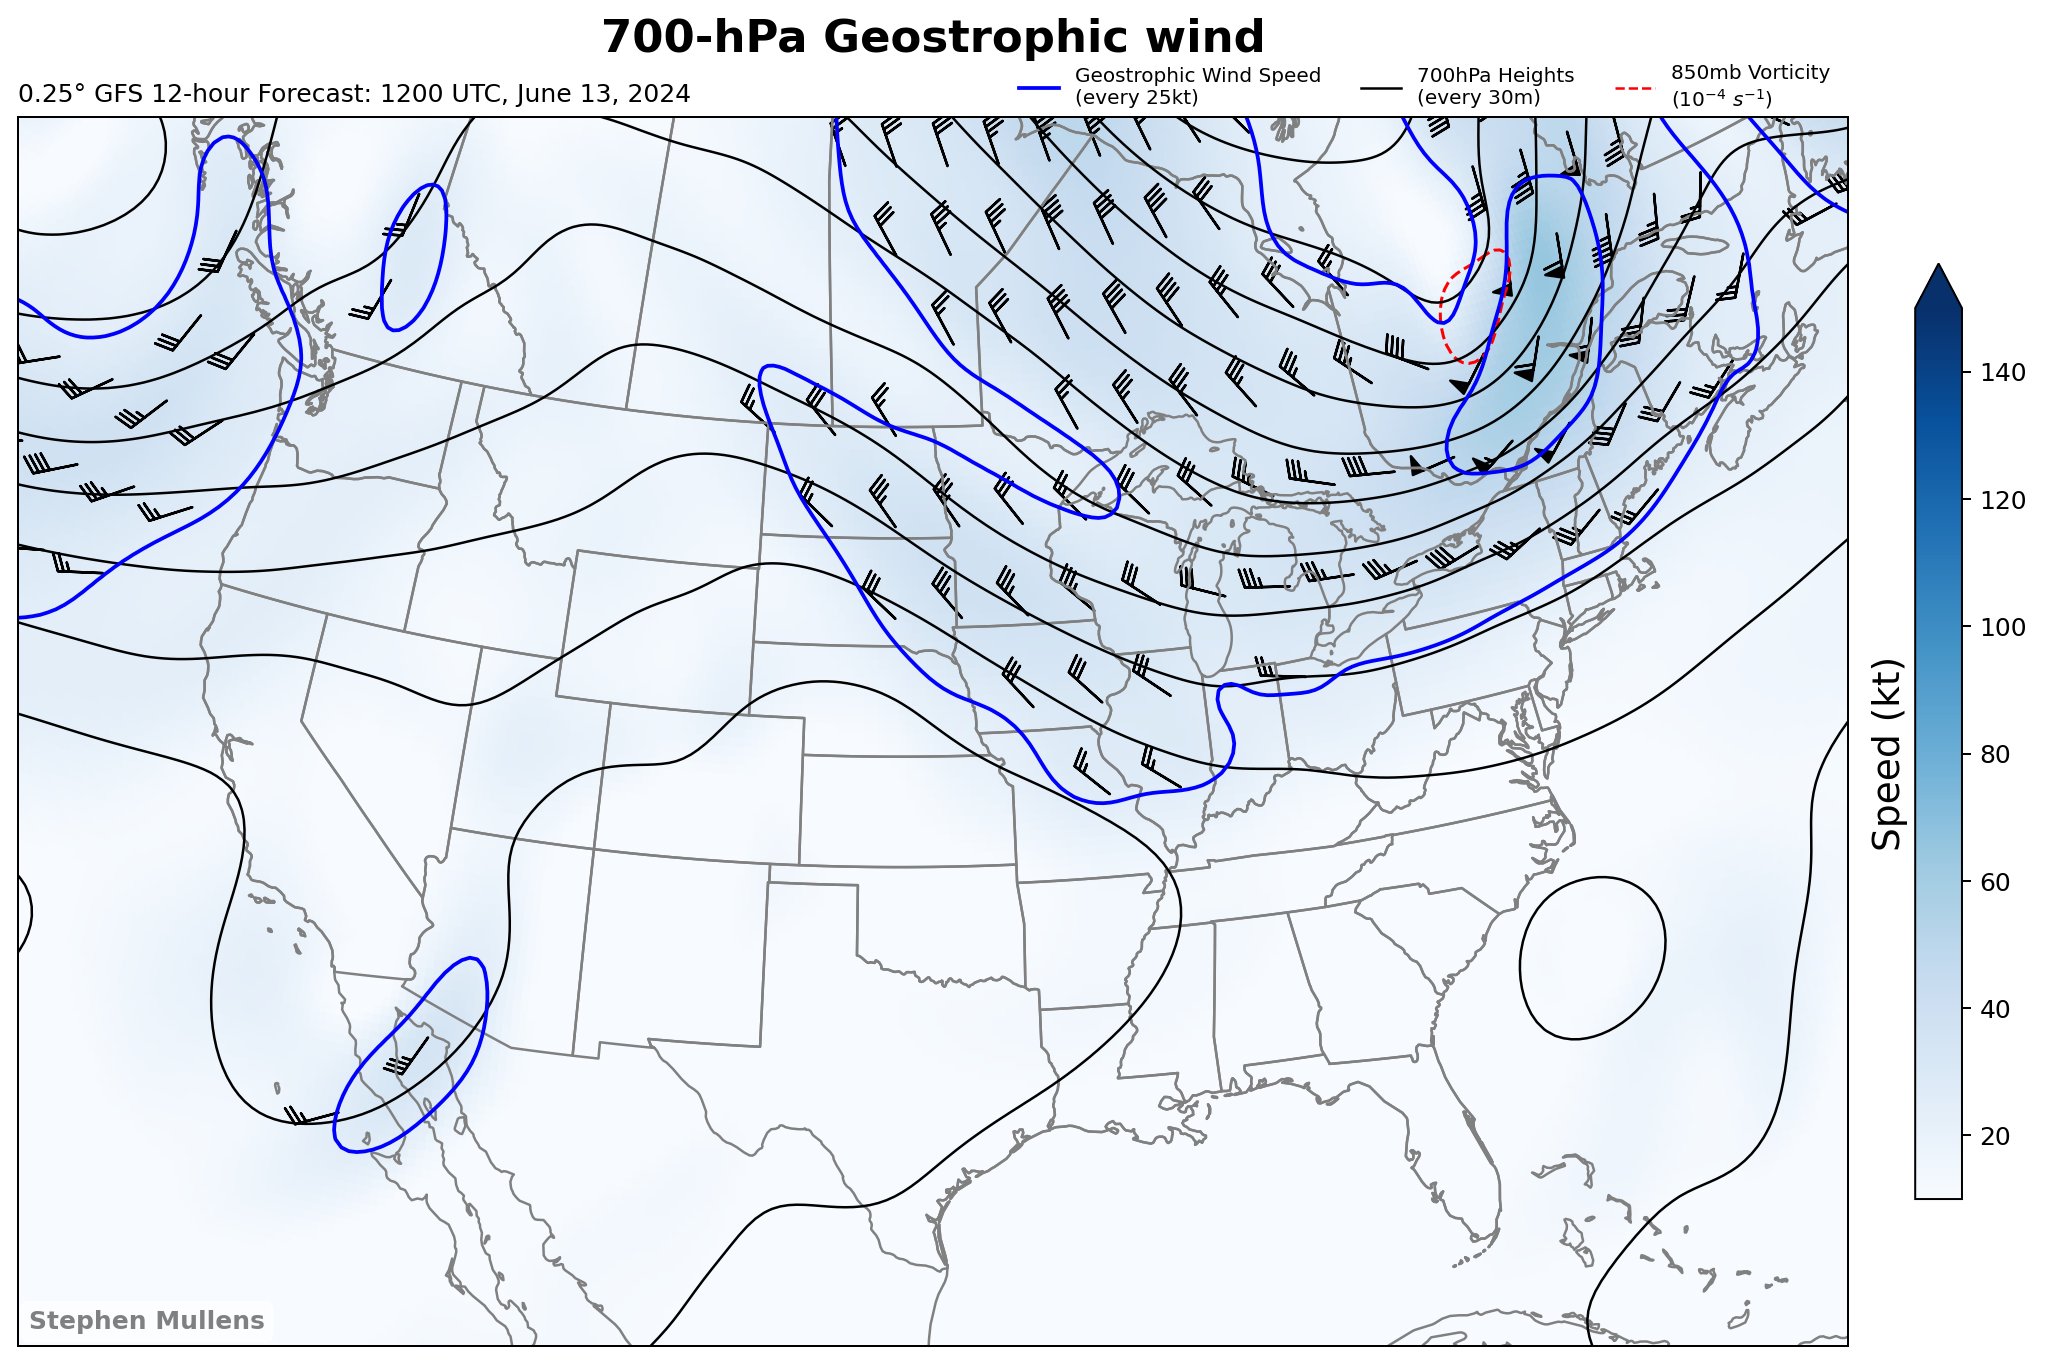 700-hPa Geostrophic wind
0.25° GFS 12-hour Forecast: 1200 UTC, June 13, 2024
Geostrophic Wind Speed
(every 25kt)
700hPa Heights
(every 30m)
850mb Vorticity
(10⁻⁴ s⁻¹)
140
120
100
80
60
40
20
Speed (kt)
Stephen Mullens